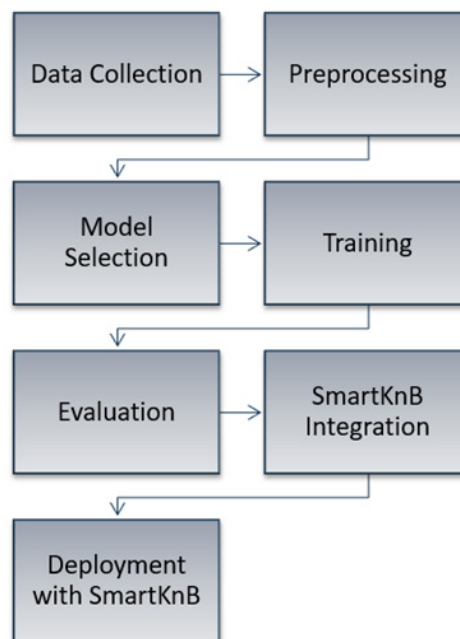 Data Collection
Preprocessing
Model
Selection
Training
Evaluation
SmartKnB
Integration
Deployment
with SmartKnB